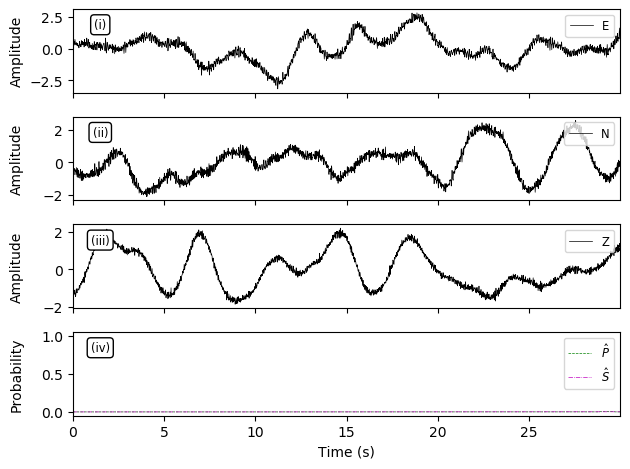 Amplitude
2.5
0.0
−2.5
(i)
E
Amplitude
2
0
−2
(ii)
N
Amplitude
2
0
−2
(iii)
Z
Probability
1.0
0.5
0.0
(iv)
P̂
Ŝ
0 5 10 15 20 25
Time (s)